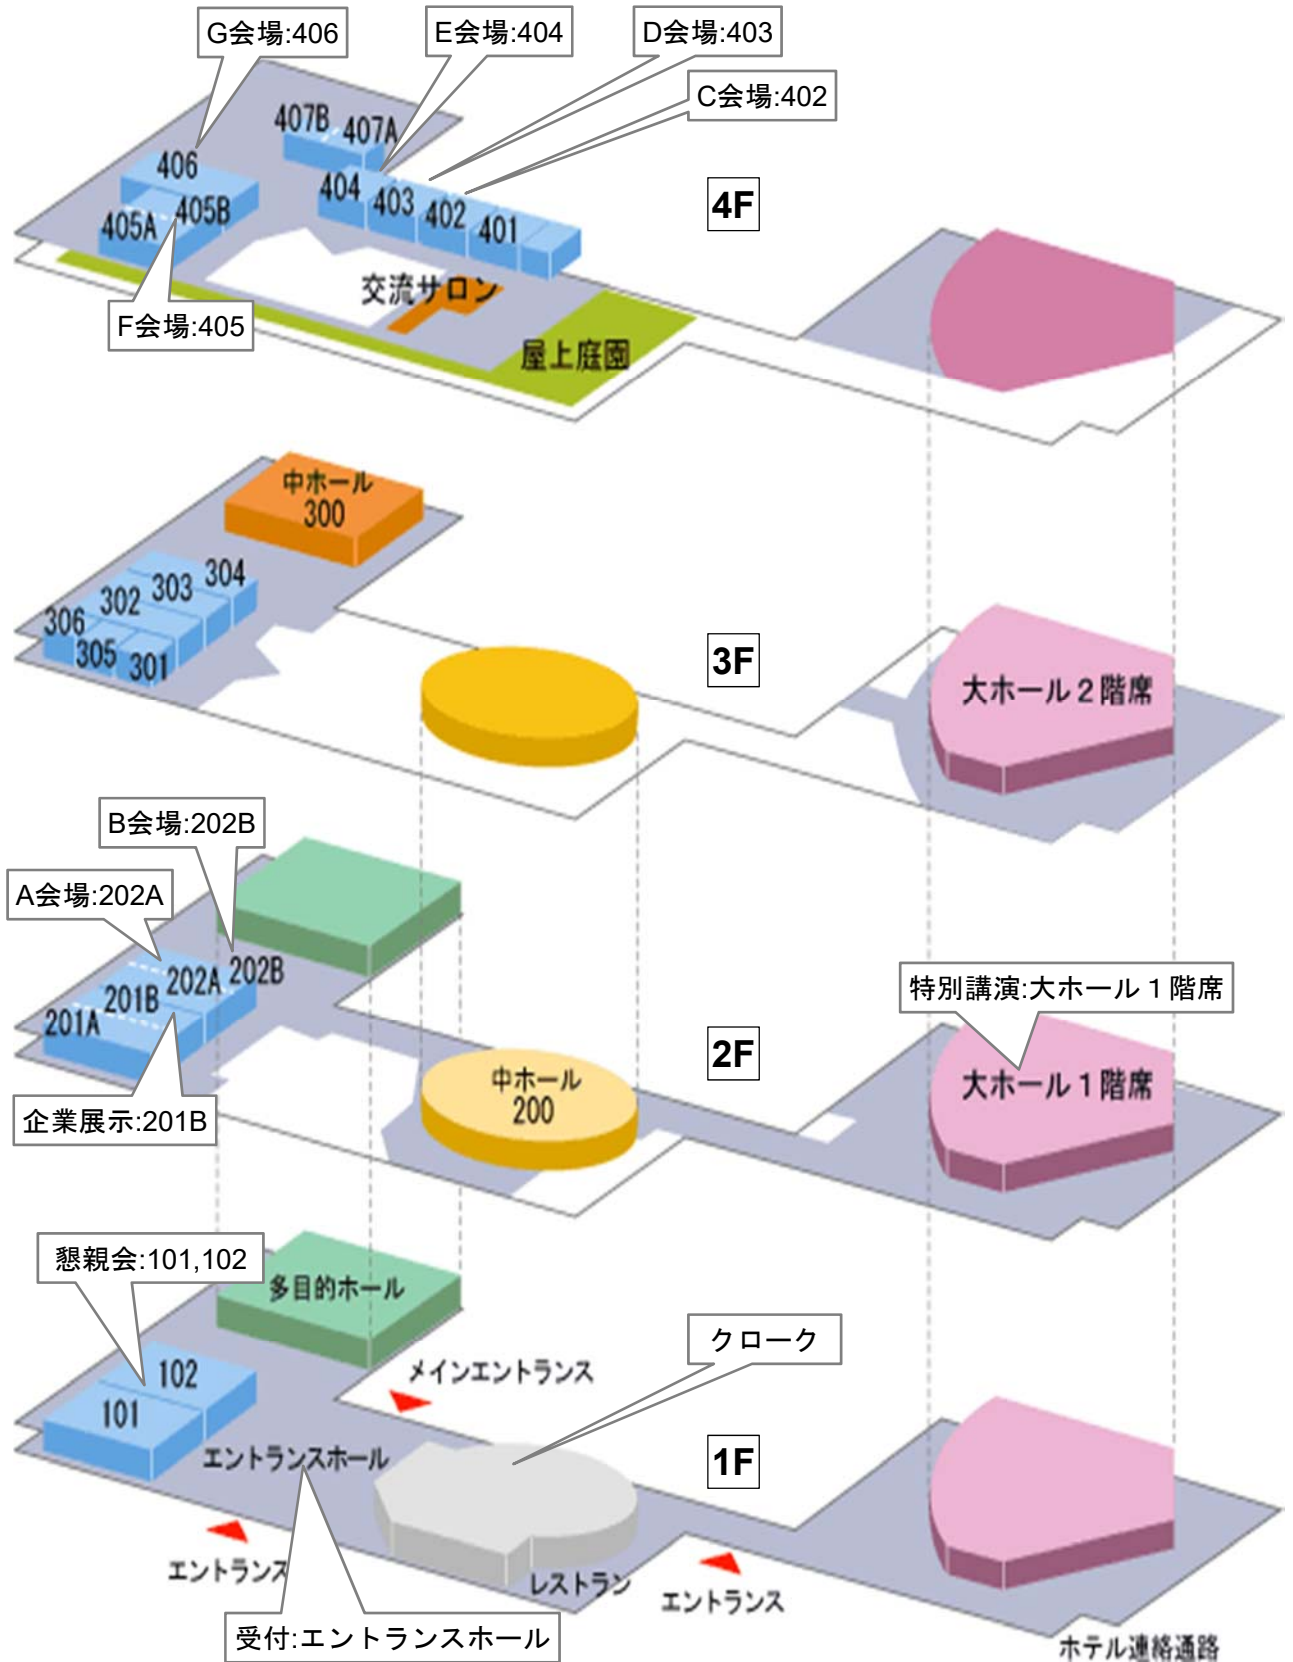 G会場:406
E会場:404
D会場:403
C会場:402
407B
407A
406
404
403
402
401
405A
405B
4F
F会場:405
交流サロン
屋上庭園
中ホール
300
304
303
302
306
305
301
3F
大ホール2階席
B会場:202B
A会場:202A
202B
202A
201B
201A
特別講演:大ホール1階席
2F
中ホール
200
大ホール1階席
企業展示:201B
懇親会:101,102
多目的ホール
クローク
102
メインエントランス
101
エントランスホール
1F
エントランス
レストラン
エントランス
受付:エントランスホール
ホテル連絡通路